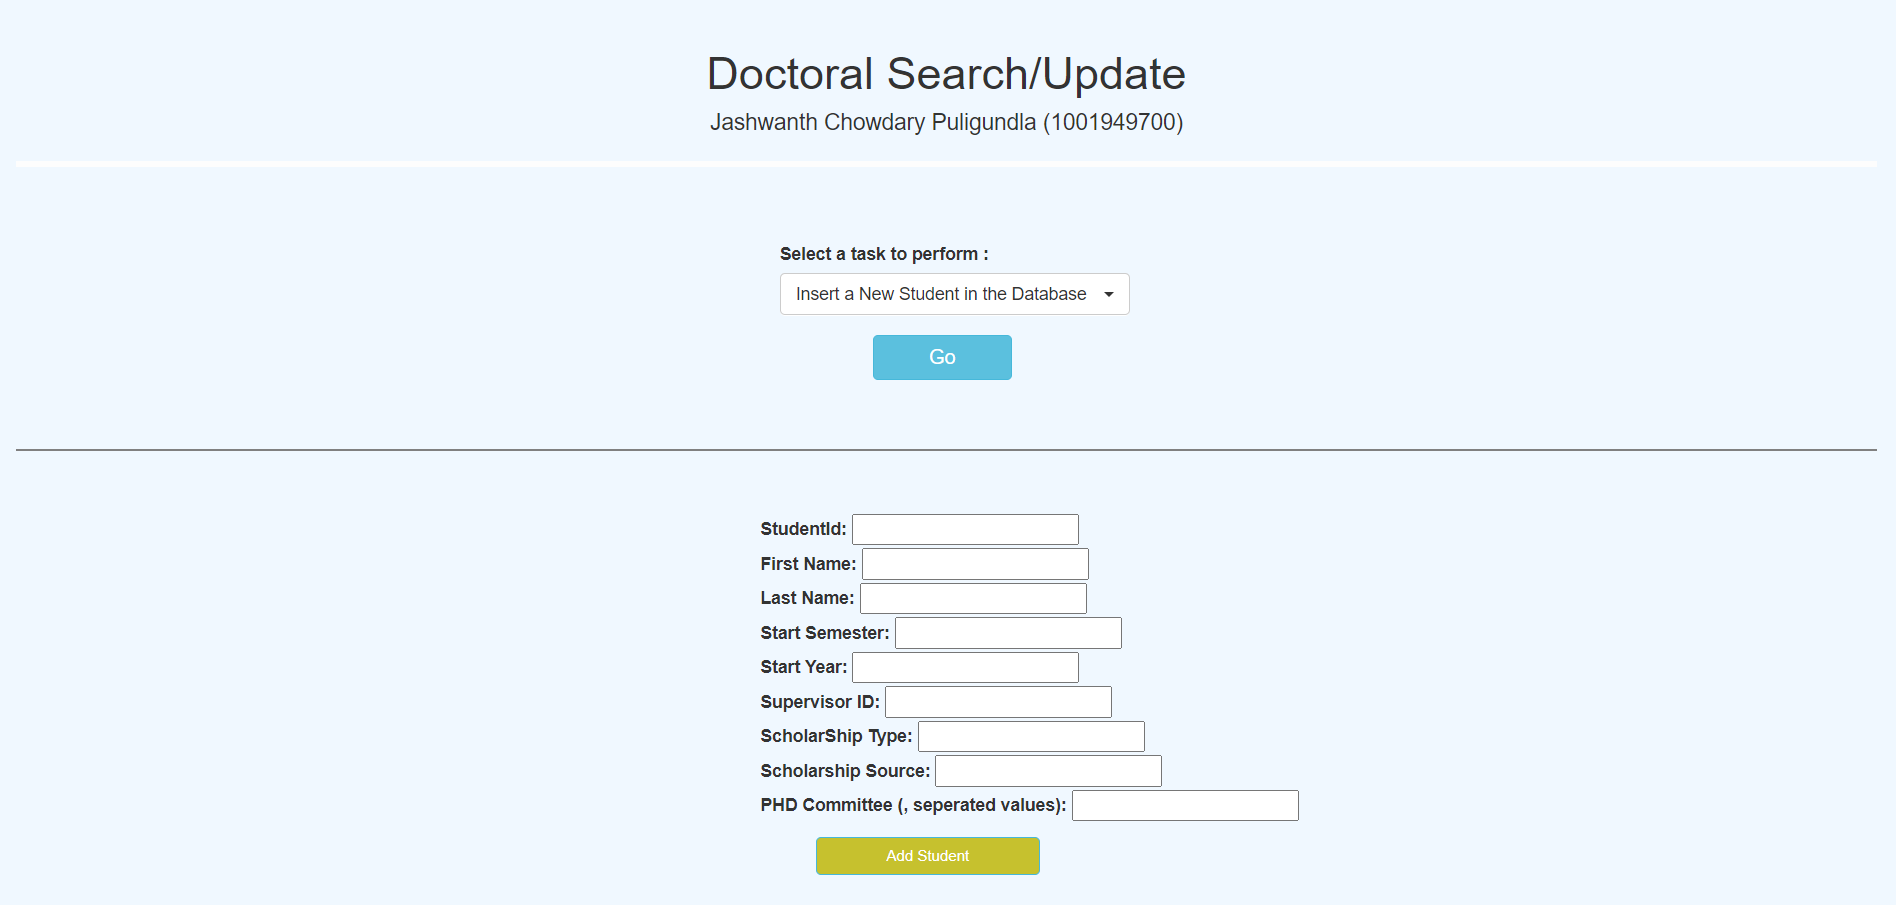 Doctoral Search/Update
Jashwanth Chowdary Puligundla (1001949700)
Select a task to perform :
Insert a New Student in the Database
Go
StudentId:
First Name:
Last Name:
Start Semester:
Start Year:
Supervisor ID:
ScholarShip Type:
Scholarship Source:
PHD Committee (, seperated values):
Add Student